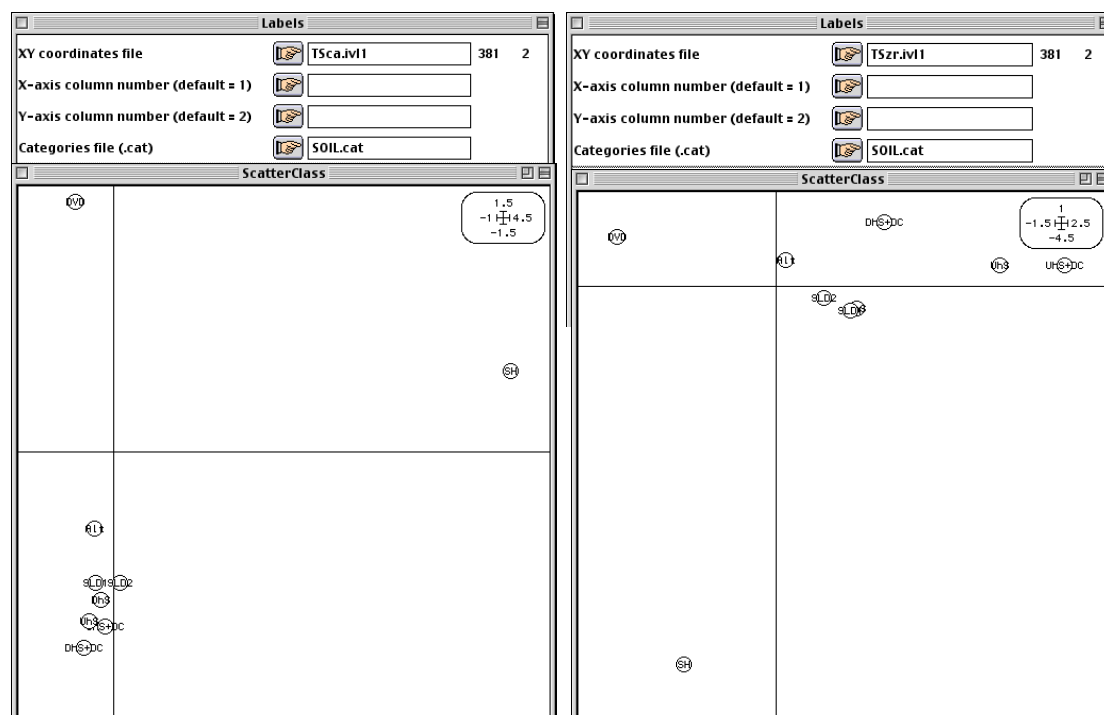 Labels
XY coordinates file TSca.ivl1 381 2
X-axis column number (default = 1)
Y-axis column number (default = 2)
Categories file (.cat) SOIL.cat
ScatterClass
DVD
1.5
-1 4.5
-1.5
SH
Alt
SLD1 SLD2
DhS
UhS
DHS+DC
Labels
XY coordinates file TSzr.ivl1 381 2
X-axis column number (default = 1)
Y-axis column number (default = 2)
Categories file (.cat) SOIL.cat
ScatterClass
DVD
DHS+DC
1
-1.5 2.5
-4.5
Alt
UhS
UHS+DC
SLD2
SLD1
SH